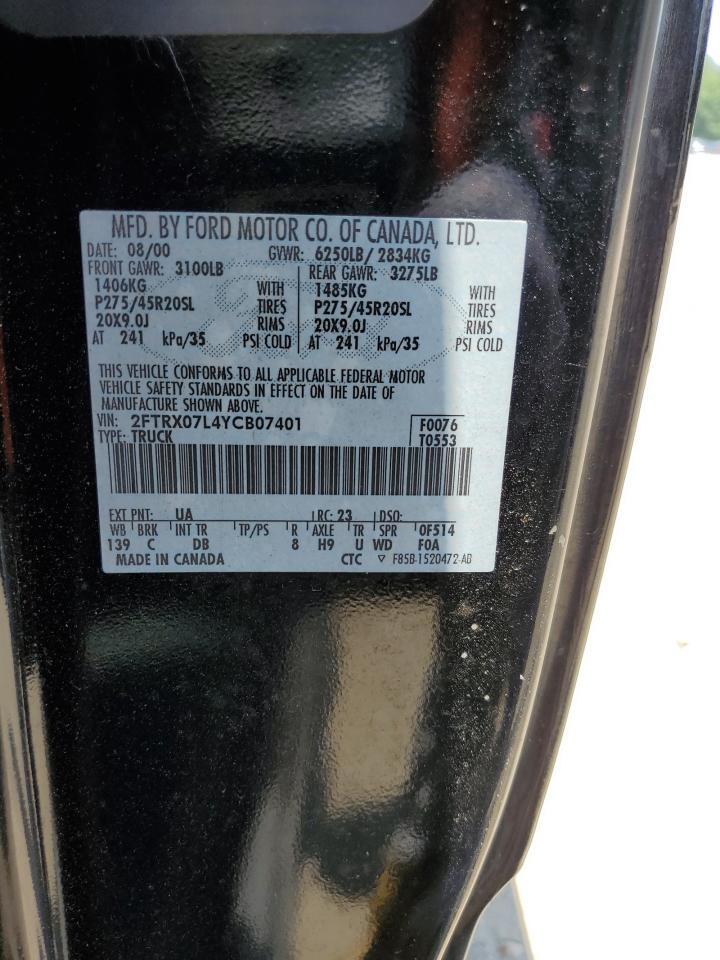 MFD. BY FORD MOTOR CO. OF CANADA, LTD.
DATE: 08/00 GVWR: 6250LB/ 2834KG
FRONT GAWR: 3100LB REAR GAWR: 3275LB
1406KG WITH 1485KG WITH
P275/45R20SL TIRES P275/45R20SL TIRES
20X9.0J RIMS 20X9.0J RIMS
AT 241 kPa/35 PSI COLD AT 241 kPa/35 PSI COLD
THIS VEHICLE CONFORMS TO ALL APPLICABLE FEDERAL MOTOR
VEHICLE SAFETY STANDARDS IN EFFECT ON THE DATE OF
MANUFACTURE SHOWN ABOVE.
VIN: 2FTRX07L4YCB07401 F0076
TYPE: TRUCK T0553
EXT PNT: UA RC: 23 DSO:
WB BRK INT TR TP/PS R AXLE TR SPR 0F514
139 C DB 8 H9 U WD F0A
MADE IN CANADA CTC ▽ F85B-1520472-AB